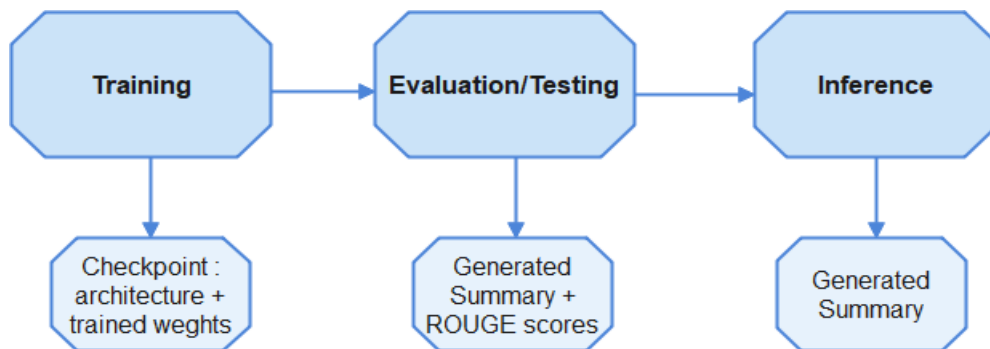 Training
Evaluation/Testing
Inference
Checkpoint :
architecture +
trained weghts
Generated
Summary +
ROUGE scores
Generated
Summary